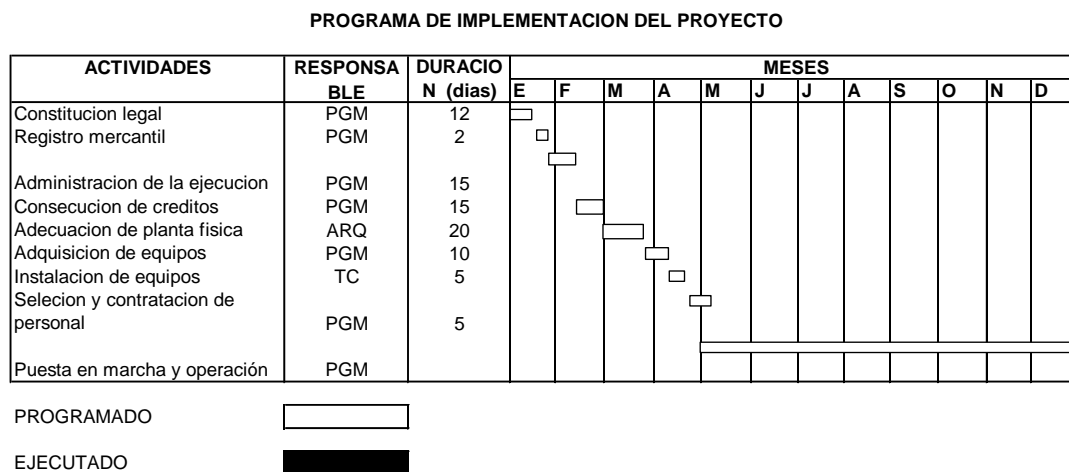 PROGRAMA DE IMPLEMENTACION DEL PROYECTO
ACTIVIDADES RESPONSA DURACIO MESES
BLE N (dias) E F M A M J J A S O N D
Constitucion legal PGM 12
Registro mercantil PGM 2
Administracion de la ejecucion PGM 15
Consecucion de creditos PGM 15
Adecuacion de planta fisica ARQ 20
Adquisicion de equipos PGM 10
Instalacion de equipos TC 5
Selecion y contratacion de
personal PGM 5
Puesta en marcha y operación PGM
PROGRAMADO
EJECUTADO